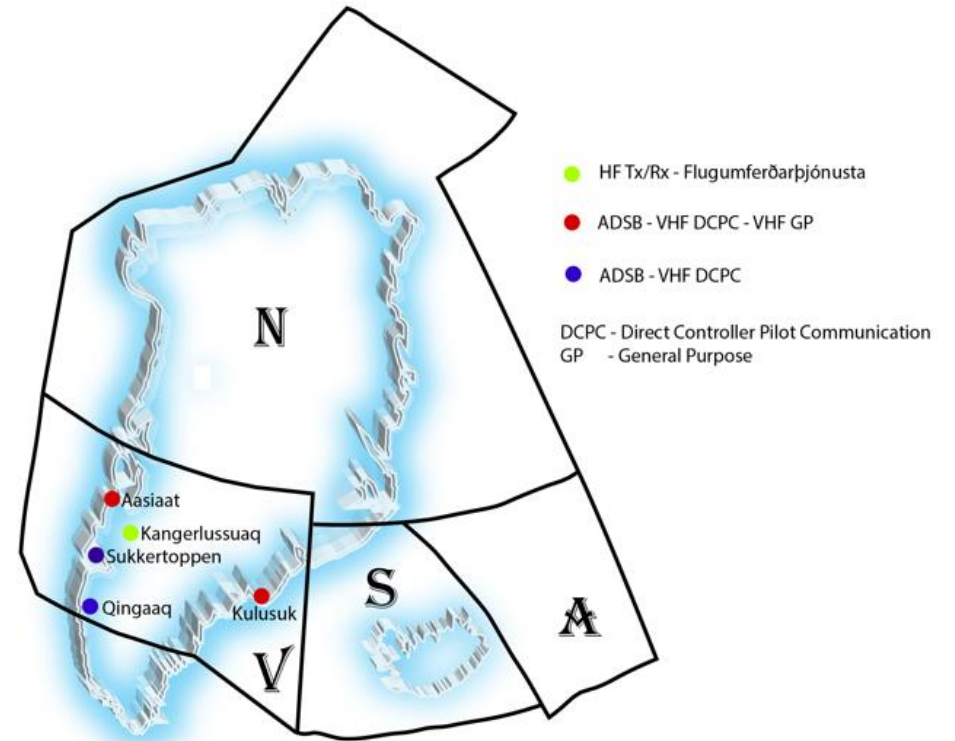 HF Tx/Rx - Flugumferðarþjónusta
ADSB - VHF DCPC - VHF GP
ADSB - VHF DCPC
DCPC - Direct Controller Pilot Communication
GP - General Purpose
N
Aasiaat
Kangerlussuaq
Sukkertoppen
Qingaaq
Kulusuk
S
A
V